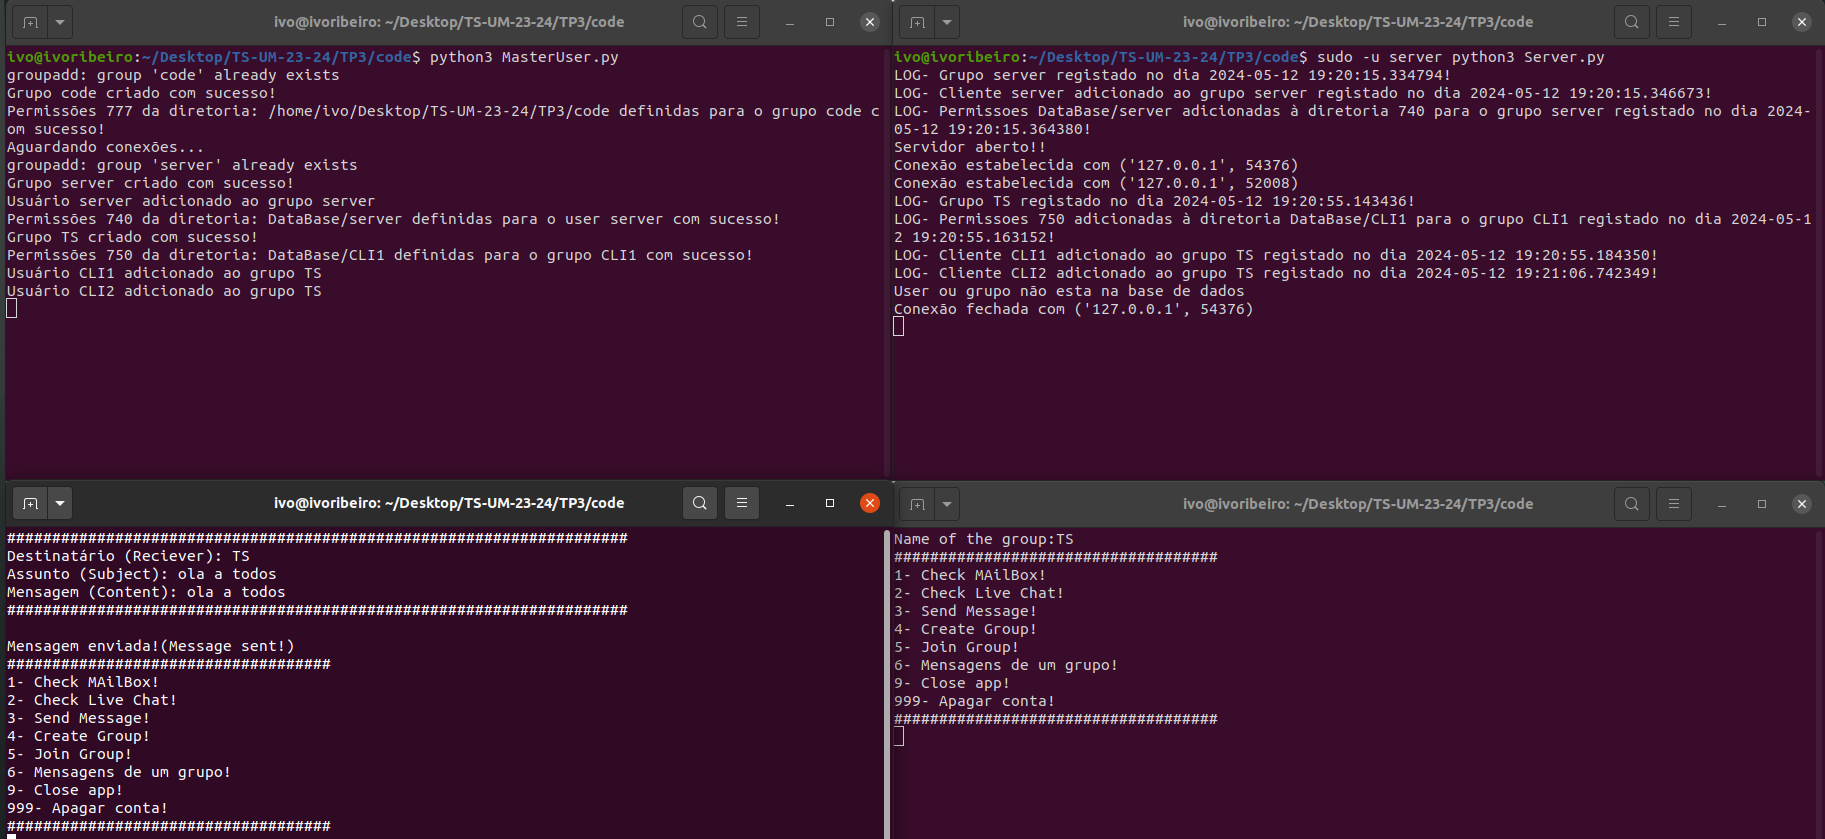 ivo@ivoribeiro: ~/Desktop/TS-UM-23-24/TP3/code
ivo@ivoribeiro:~/Desktop/TS-UM-23-24/TP3/code$ python3 MasterUser.py
groupadd: group 'code' already exists
Grupo code criado com sucesso!
Permissões 777 da diretoria: /home/ivo/Desktop/TS-UM-23-24/TP3/code definidas para o grupo code c
om sucesso!
Aguardando conexões...
groupadd: group 'server' already exists
Grupo server criado com sucesso!
Usuário server adicionado ao grupo server
Permissões 740 da diretoria: DataBase/server definidas para o user server com sucesso!
Grupo TS criado com sucesso!
Permissões 750 da diretoria: DataBase/CLI1 definidas para o grupo CLI1 com sucesso!
Usuário CLI1 adicionado ao grupo TS
Usuário CLI2 adicionado ao grupo TS
ivo@ivoribeiro: ~/Desktop/TS-UM-23-24/TP3/code
ivo@ivoribeiro:~/Desktop/TS-UM-23-24/TP3/code$ sudo -u server python3 Server.py
LOG- Grupo server registado no dia 2024-05-12 19:20:15.334794!
LOG- Cliente server adicionado ao grupo server registado no dia 2024-05-12 19:20:15.346673!
LOG- Permissoes DataBase/server adicionadas à diretoria 740 para o grupo server registado no dia 2024-
05-12 19:20:15.364380!
Servidor aberto!!
Conexão estabelecida com ('127.0.0.1', 54376)
Conexão estabelecida com ('127.0.0.1', 52008)
LOG- Grupo TS registado no dia 2024-05-12 19:20:55.143436!
LOG- Permissoes 750 adicionadas à diretoria DataBase/CLI1 para o grupo CLI1 registado no dia 2024-05-1
2 19:20:55.163152!
LOG- Cliente CLI1 adicionado ao grupo TS registado no dia 2024-05-12 19:20:55.184350!
LOG- Cliente CLI2 adicionado ao grupo TS registado no dia 2024-05-12 19:21:06.742349!
User ou grupo não esta na base de dados
Conexão fechada com ('127.0.0.1', 54376)
ivo@ivoribeiro: ~/Desktop/TS-UM-23-24/TP3/code
#####################################################################
Destinatário (Reciever): TS
Assunto (Subject): ola a todos
Mensagem (Content): ola a todos
#####################################################################
Mensagem enviada!(Message sent!)
####################################
1- Check MAilBox!
2- Check Live Chat!
3- Send Message!
4- Create Group!
5- Join Group!
6- Mensagens de um grupo!
9- Close app!
999- Apagar conta!
####################################
ivo@ivoribeiro: ~/Desktop/TS-UM-23-24/TP3/code
Name of the group:TS
####################################
1- Check MAilBox!
2- Check Live Chat!
3- Send Message!
4- Create Group!
5- Join Group!
6- Mensagens de um grupo!
9- Close app!
999- Apagar conta!
####################################